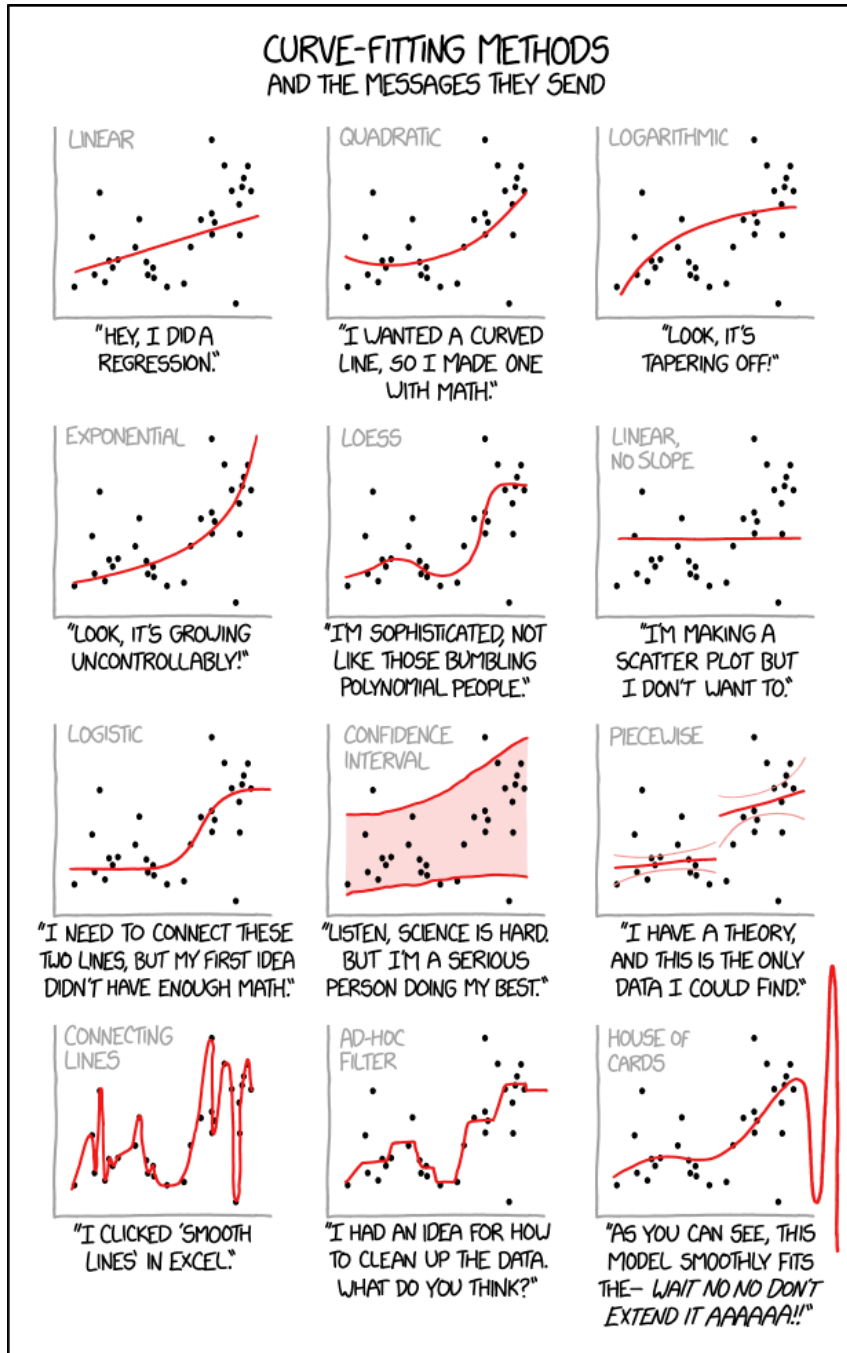 CURVE-FITTING METHODS
AND THE MESSAGES THEY SEND
LINEAR
"HEY, I DID A
REGRESSION."
QUADRATIC
"I WANTED A CURVED
LINE, SO I MADE ONE
WITH MATH."
LOGARITHMIC
"LOOK, IT'S
TAPERING OFF!"
EXPONENTIAL
"LOOK, IT'S GROWING
UNCONTROLLABLY!"
LOESS
"I'M SOPHISTICATED, NOT
LIKE THOSE BUMBLING
POLYNOMIAL PEOPLE."
LINEAR,
NO SLOPE
"I'M MAKING A
SCATTER PLOT BUT
I DON'T WANT TO."
LOGISTIC
"I NEED TO CONNECT THESE
TWO LINES, BUT MY FIRST IDEA
DIDN'T HAVE ENOUGH MATH."
CONFIDENCE
INTERVAL
"LISTEN, SCIENCE IS HARD.
BUT I'M A SERIOUS
PERSON DOING MY BEST."
PIECEWISE
"I HAVE A THEORY,
AND THIS IS THE ONLY
DATA I COULD FIND."
CONNECTING
LINES
"I CLICKED 'SMOOTH
LINES' IN EXCEL."
AD-HOC
FILTER
"I HAD AN IDEA FOR HOW
TO CLEAN UP THE DATA.
WHAT DO YOU THINK?"
HOUSE OF
CARDS
"AS YOU CAN SEE, THIS
MODEL SMOOTHLY FITS
THE— WAIT NO NO DON'T
EXTEND IT AAAAAA!!"